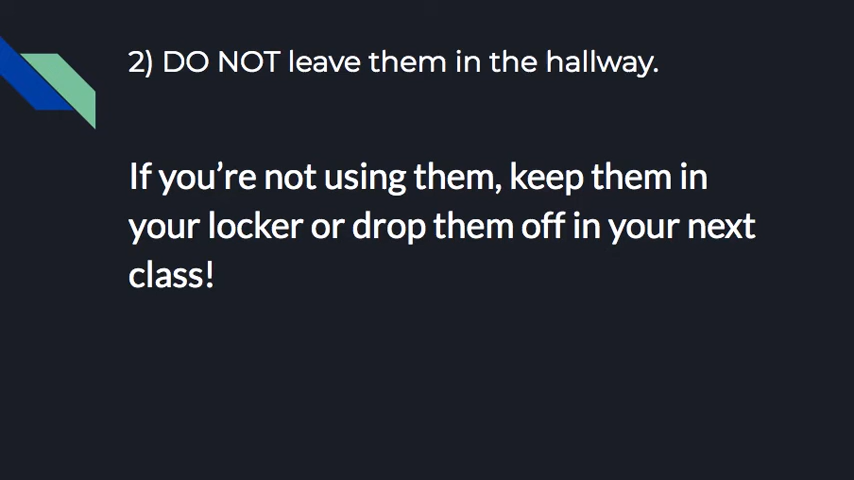 2) DO NOT leave them in the hallway.
If you’re not using them, keep them in
your locker or drop them off in your next
class!